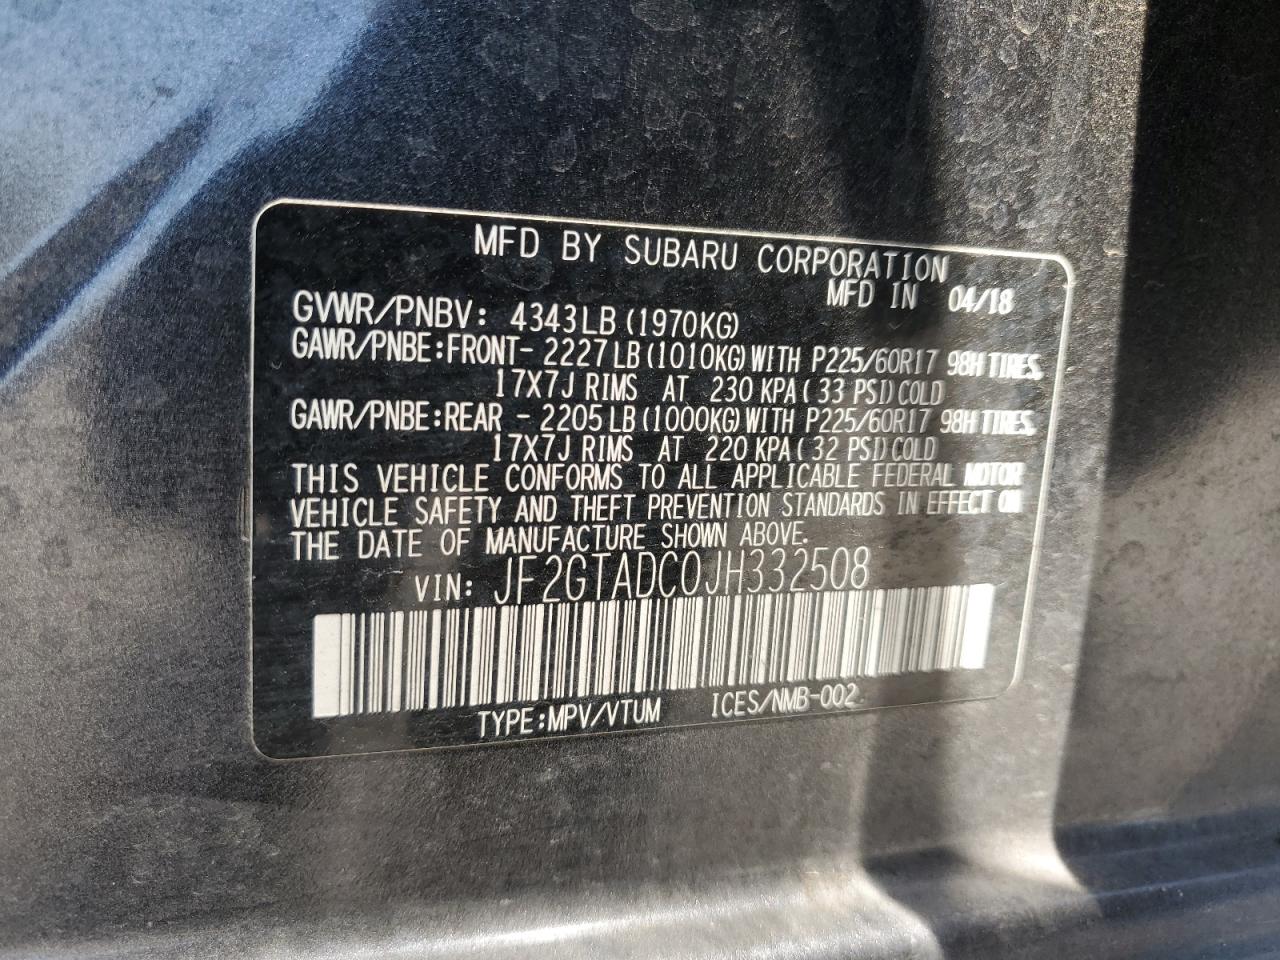 MFD BY SUBARU CORPORATION
MFD IN 04/18
GVWR/PNBV: 4343LB (1970KG)
GAWR/PNBE:FRONT- 2227LB (1010KG) WITH P225/60R17 98H TIRES
17X7J RIMS AT 230 KPA( 33 PSI) COLD
GAWR/PNBE:REAR - 2205LB (1000KG) WITH P225/60R17 98H TIRES
17X7J RIMS AT 220 KPA( 32 PSI) COLD
THIS VEHICLE CONFORMS TO ALL APPLICABLE FEDERAL MOTOR
VEHICLE SAFETY AND THEFT PREVENTION STANDARDS IN EFFECT ON
THE DATE OF MANUFACTURE SHOWN ABOVE.
VIN: JF2GTADC0JH332508
TYPE:MPV/VTUM ICES/NMB-002